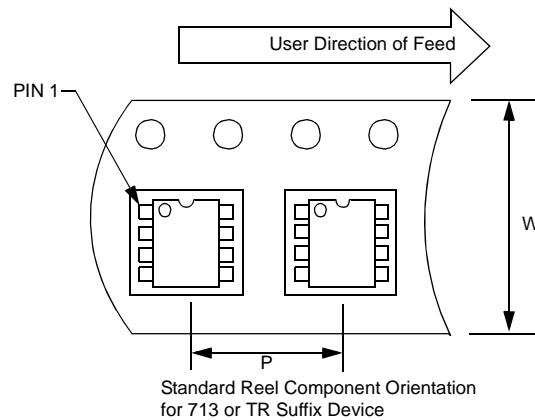 User Direction of Feed
PIN 1
W
P
Standard Reel Component Orientation
for 713 or TR Suffix Device